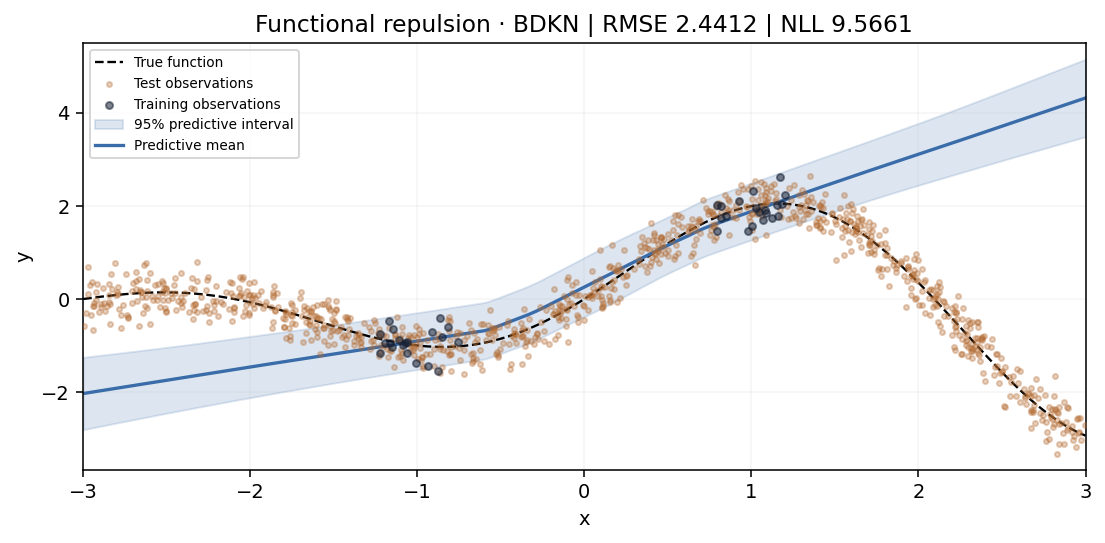 Functional repulsion · BDKN | RMSE 2.4412 | NLL 9.5661
True function
Test observations
Training observations
95% predictive interval
Predictive mean
y
4
2
0
−2
−3
−2
−1
0
1
2
3
x